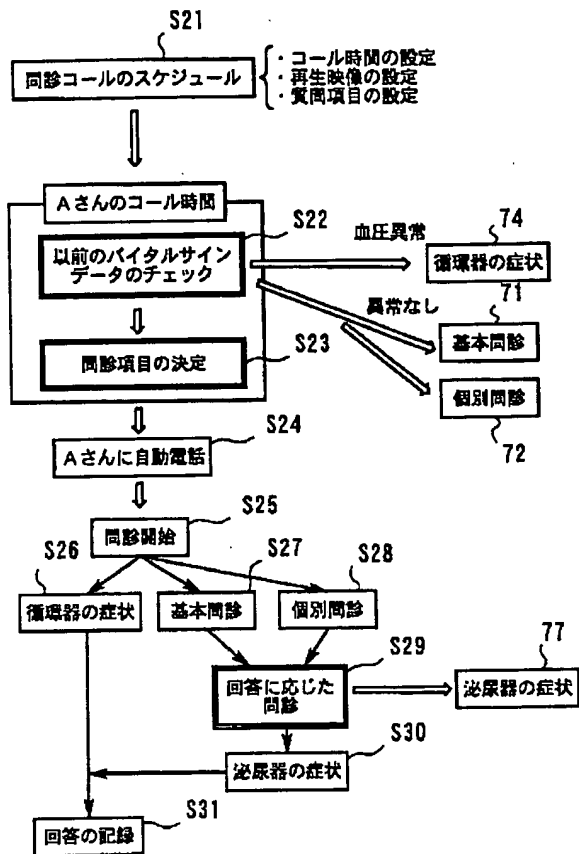 S21
問診コールのスケジュール
・コール時間の設定
・再生映像の設定
・質問項目の設定
Aさんのコール時間
S22
以前のバイタルサイン
データのチェック
血圧異常
74
循環器の症状
異常なし
71
基本問診
S23
問診項目の決定
個別問診
72
S24
Aさんに自動電話
S25
問診開始
S26
S27
S28
循環器の症状
基本問診
個別問診
S29
回答に応じた
問診
77
泌尿器の症状
S30
泌尿器の症状
S31
回答の記録